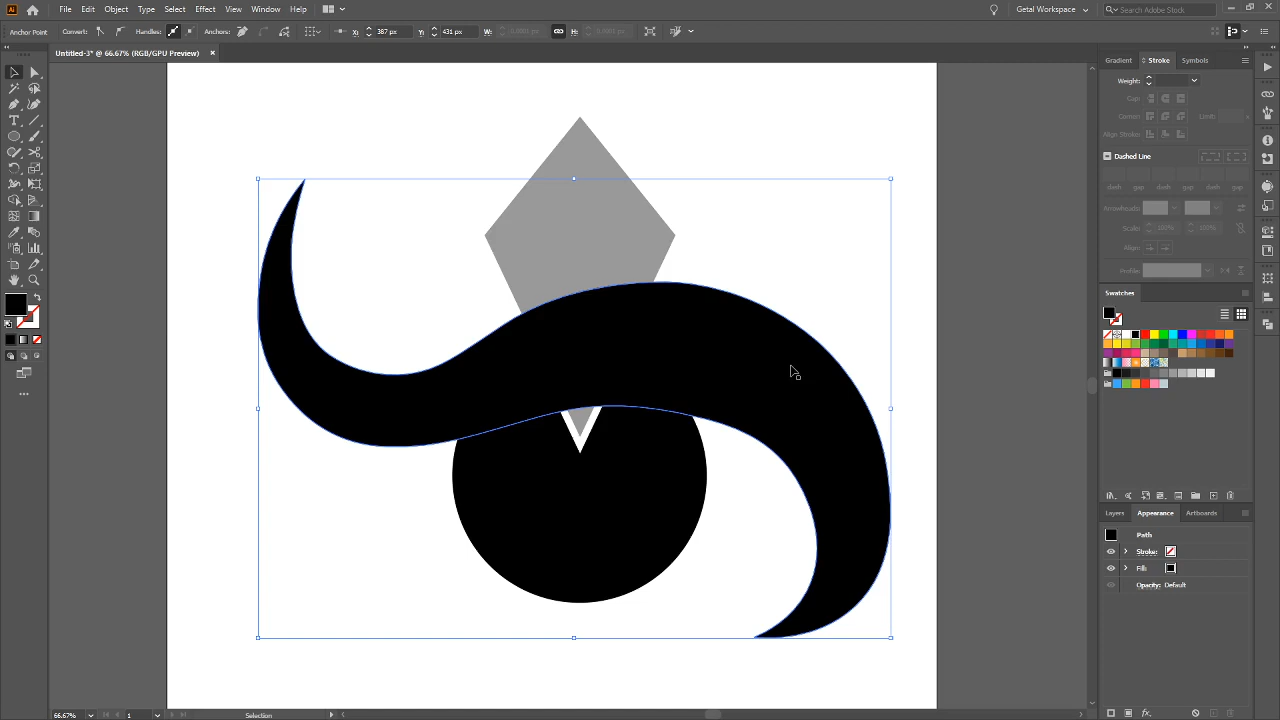 Ai File Edit Object Type Select Effect View Window Help Getal Workspace Search Adobe Stock
Anchor Point Convert: Handles: Anchors: X: 387 px Y: 431 px W: H:
Untitled-3* @ 66.67% (RGB/GPU Preview) ×
Gradient Stroke Symbols
Weight:
Cap:
Corner: Limit:
Align Stroke:
Dashed Line
dash gap dash gap dash gap
Arrowheads:
Scale: 100% 100%
Align:
Profile:
Swatches
Layers Appearance Artboards
Path
Stroke:
Fill:
Opacity: Default
66.67% 1 Selection